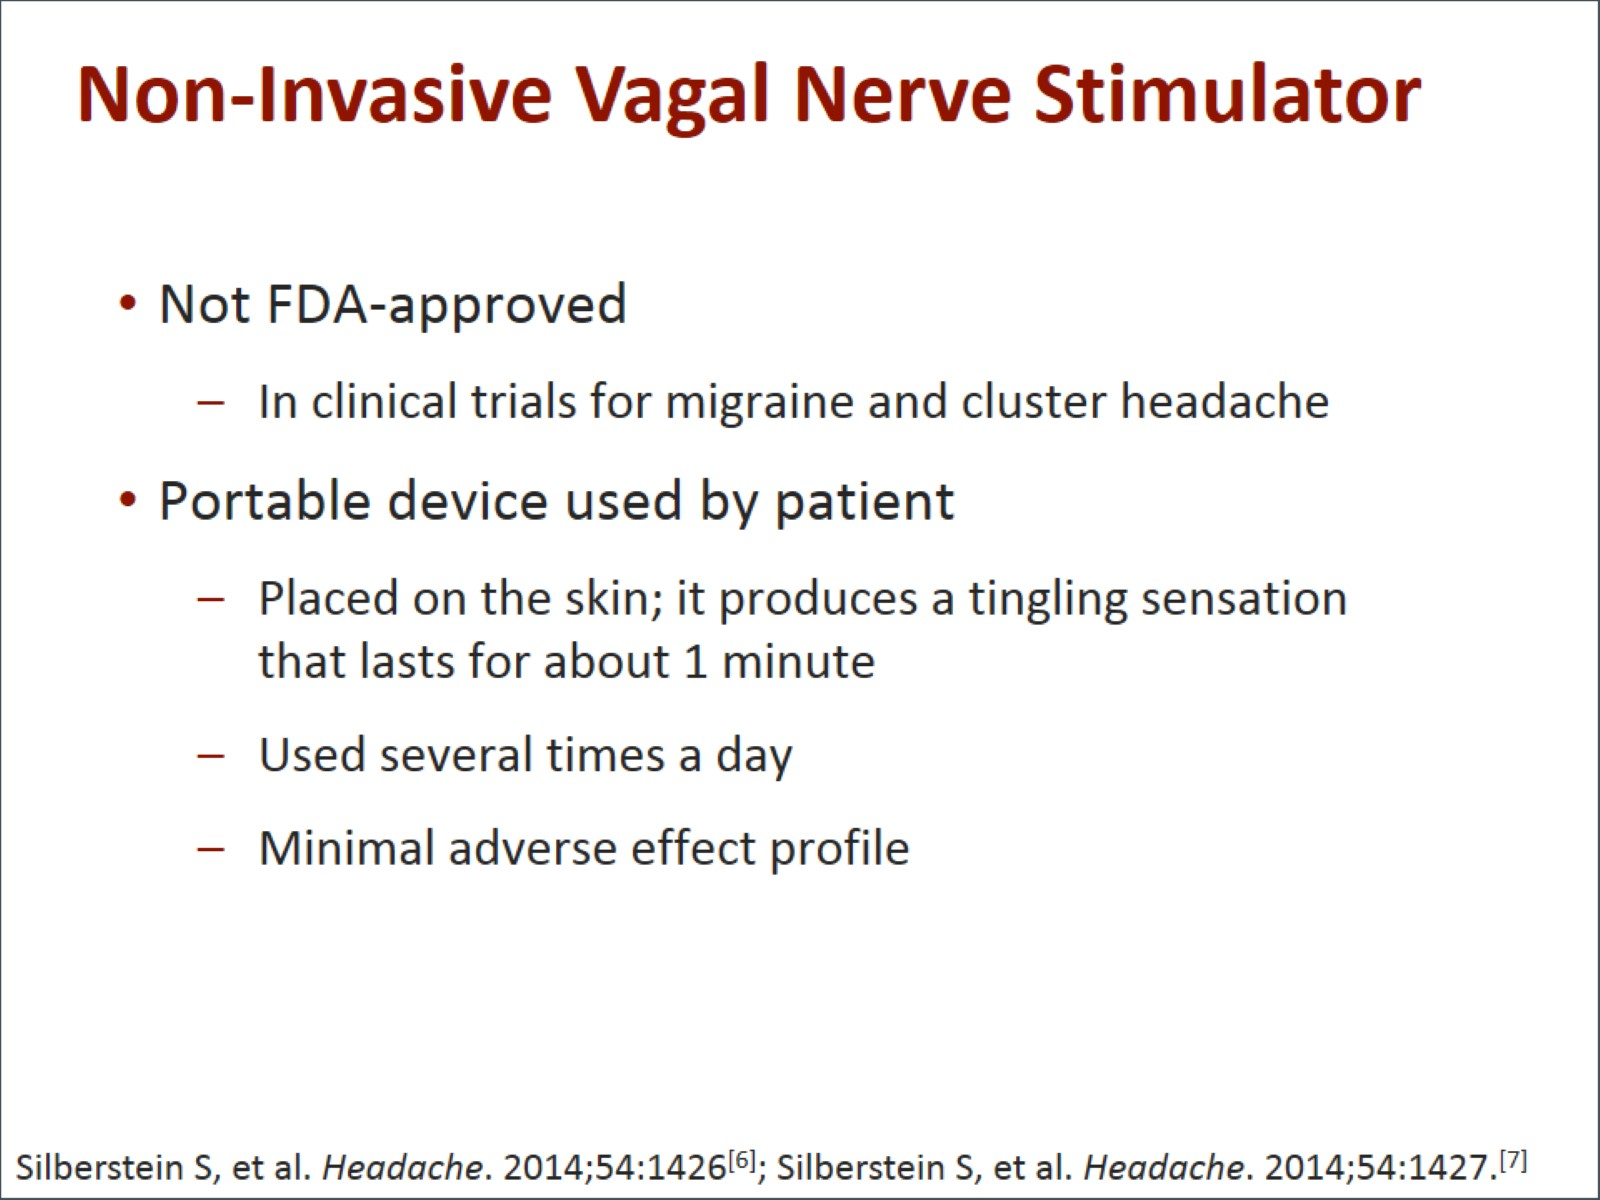 Non-Invasive Vagal Nerve Stimulator
• Not FDA-approved
– In clinical trials for migraine and cluster headache
• Portable device used by patient
– Placed on the skin; it produces a tingling sensation
that lasts for about 1 minute
– Used several times a day
– Minimal adverse effect profile
Silberstein S, et al. Headache. 2014;54:1426[6]; Silberstein S, et al. Headache. 2014;54:1427.[7]